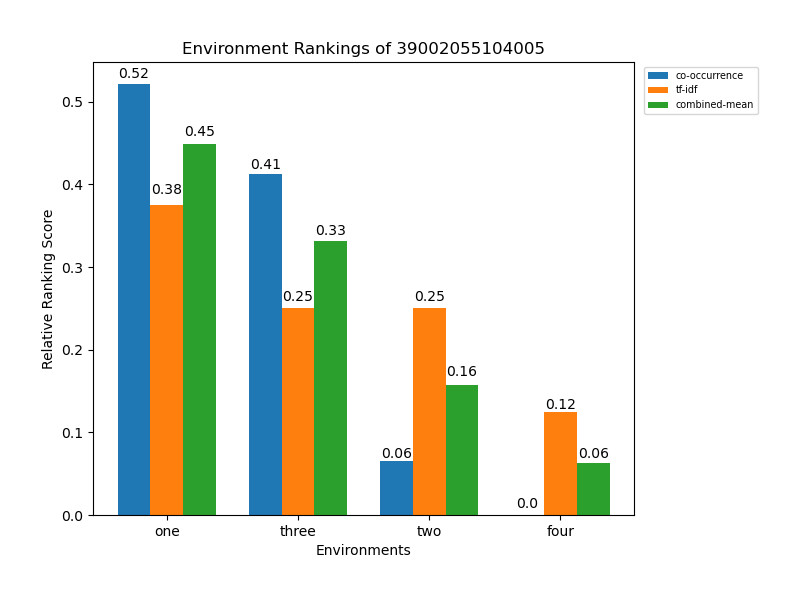 Environment Rankings of 39002055104005
co-occurrence
tf-idf
combined-mean
Relative Ranking Score
0.5
0.4
0.3
0.2
0.1
0.0
0.52
0.38
0.45
0.41
0.25
0.33
0.06
0.25
0.16
0.0
0.12
0.06
one
three
two
four
Environments